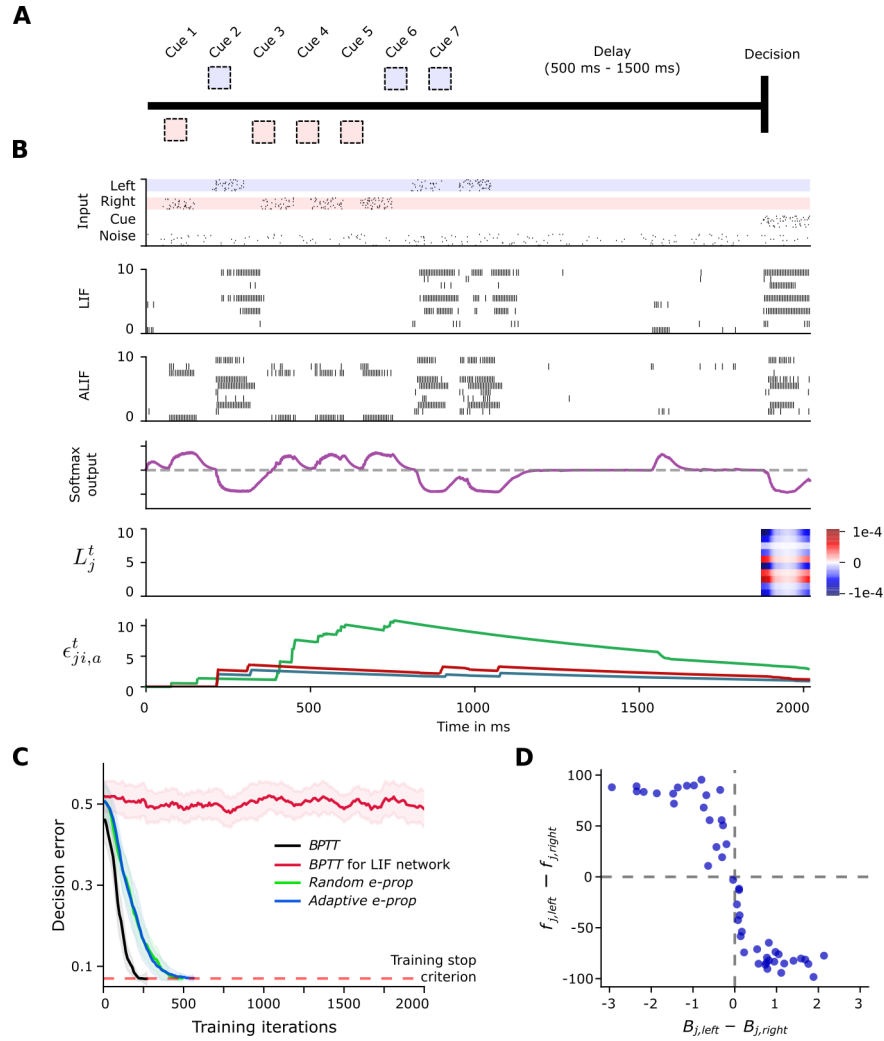 A
Cue 1 Cue 2 Cue 3 Cue 4 Cue 5 Cue 6 Cue 7
Delay
(500 ms - 1500 ms)
Decision
B
Input
Left
Right
Cue
Noise
LIF
10
0
ALIF
10
0
Softmax
output
L_j^t
10
5
0
1e-4
0
-1e-4
ϵ_{ji,a}^t
10
5
0
0 500 1000 1500 2000
Time in ms
C
Decision error
0.5
0.3
0.1
BPTT
BPTT for LIF network
Random e-prop
Adaptive e-prop
Training stop
criterion
0 250 750 1250 1750 2000
Training iterations
D
f_{j,left} − f_{j,right}
100
50
0
-50
-100
-3 -2 -1 0 1 2 3
B_{j,left} − B_{j,right}